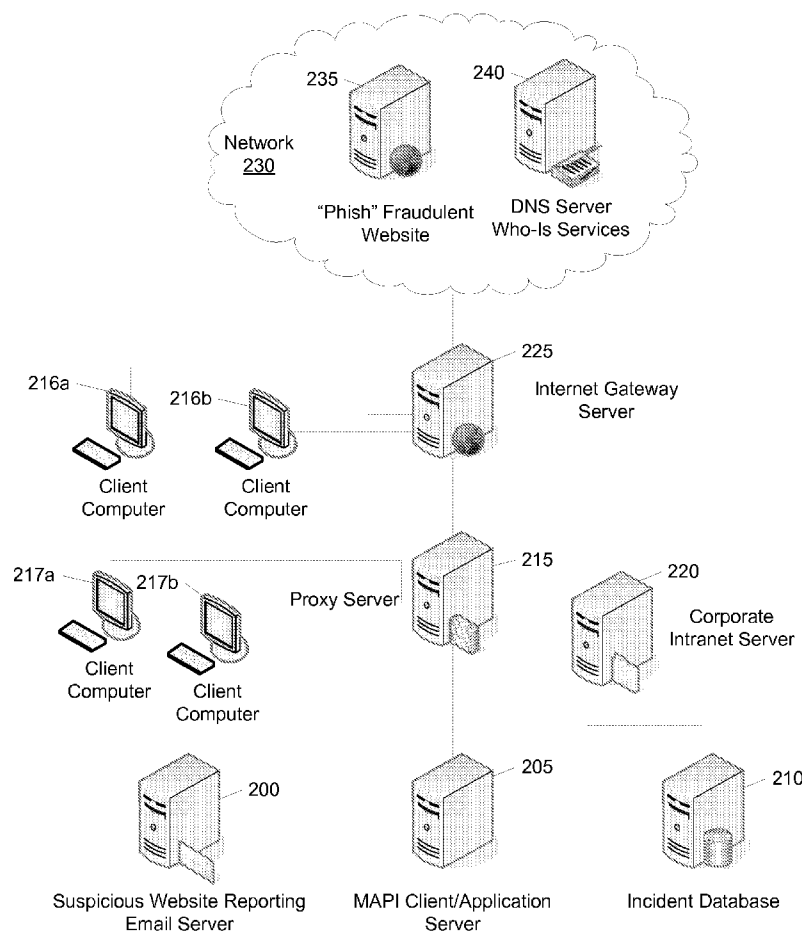 235
240
Network
230
"Phish" Fraudulent
Website
DNS Server
Who-Is Services
225
Internet Gateway
Server
216a
216b
Client
Computer
Client
Computer
215
Proxy Server
220
Corporate
Intranet Server
217a
217b
Client
Computer
Client
Computer
200
205
210
Suspicious Website Reporting
Email Server
MAPI Client/Application
Server
Incident Database